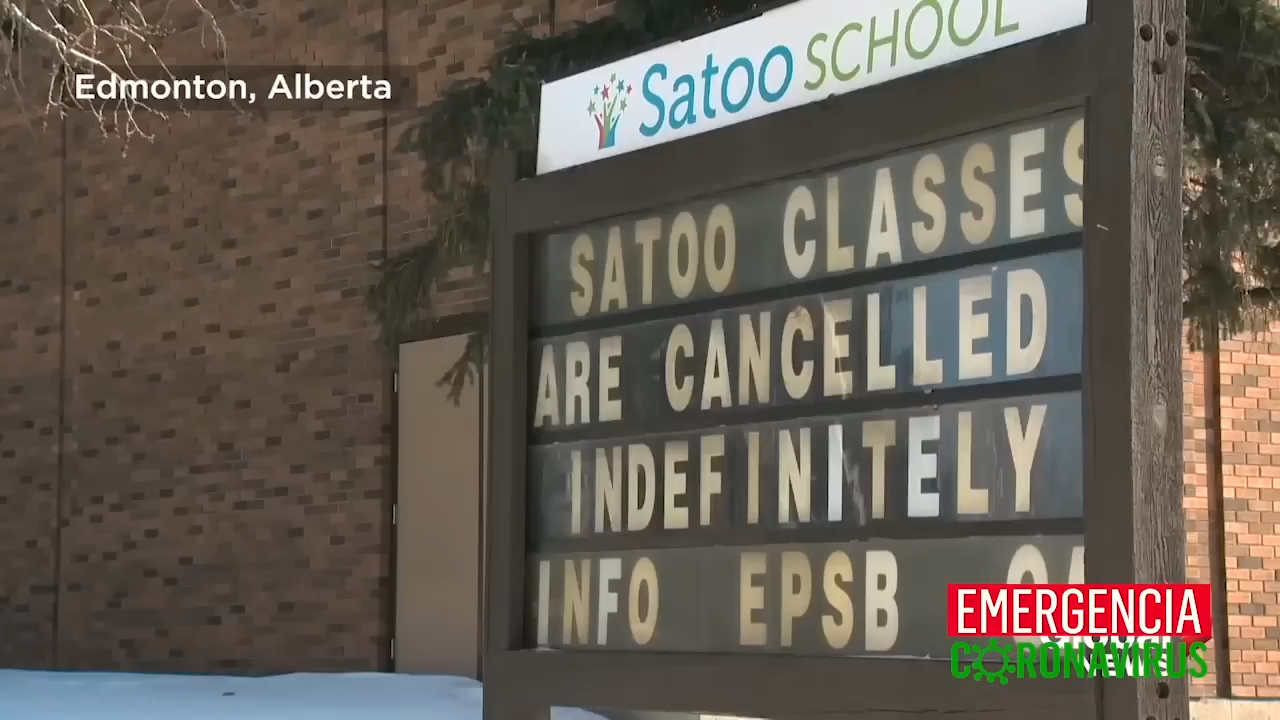 Edmonton, Alberta
Satoo SCHOOL
SATOO CLASSES
ARE CANCELLED
INDEFINITELY
INFO EPSB
EMERGENCIA
CORONAVIRUS